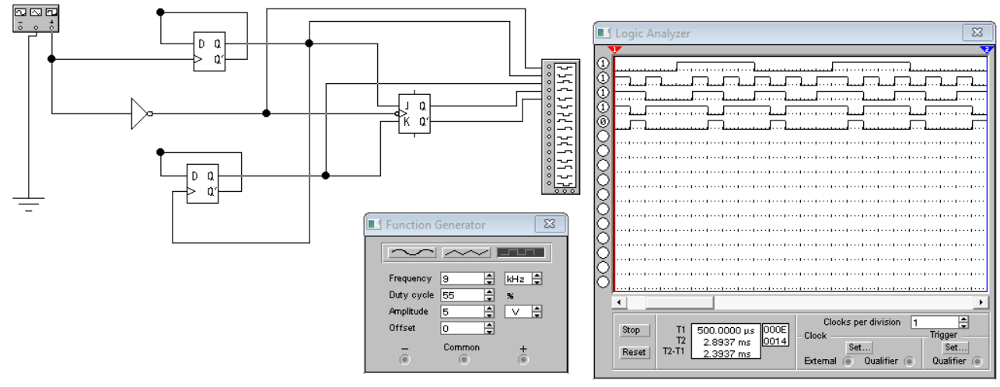 − +
D Q
Q'
J Q
K Q'
D Q
Q'
Function Generator
Frequency 9 kHz
Duty cycle 55 %
Amplitude 5 V
Offset 0
− Common +
Logic Analyzer
1 2
1
1
1
1
0
Stop
Reset
T1 500.0000 µs 000E
T2 2.8937 ms 0014
T2-T1 2.3937 ms
Clocks per division 1
Clock Trigger
Set... Set...
External Qualifier Qualifier